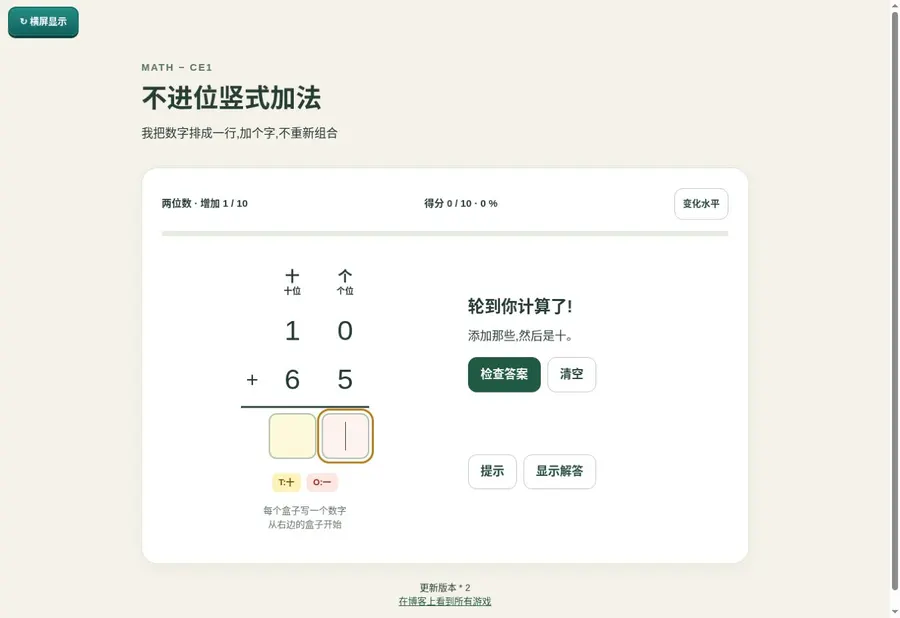 ↻ 横屏显示
MATH – CE1
不进位竖式加法
我把数字排成一行,加个字,不重新组合
两位数 · 增加 1 / 10
得分 0 / 10 · 0 %
变化水平
十 个
十位 个位
1 0
+ 6 5
T:十 O:一
每个盒子写一个数字
从右边的盒子开始
轮到你计算了!
添加那些,然后是十。
检查答案 清空
提示 显示解答
更新版本 * 2
在博客上看到所有游戏